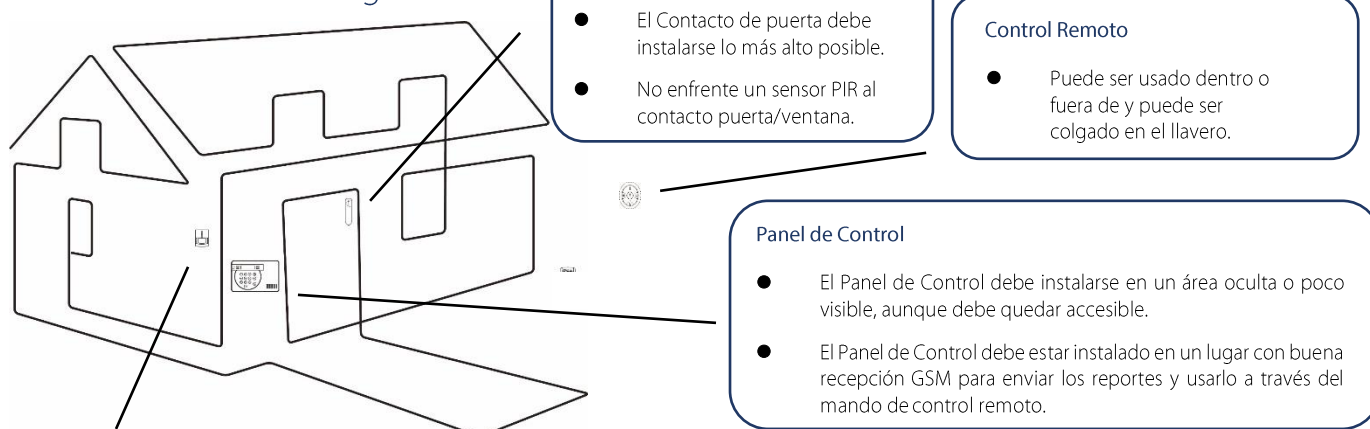 El Contacto de puerta debe
instalarse lo más alto posible.
No enfrente un sensor PIR al
contacto puerta/ventana.
Control Remoto
Puede ser usado dentro o
fuera de y puede ser
colgado en el llavero.
Panel de Control
El Panel de Control debe instalarse en un área oculta o poco
visible, aunque debe quedar accesible.
El Panel de Control debe estar instalado en un lugar con buena
recepción GSM para enviar los reportes y usarlo a través del
mando de control remoto.